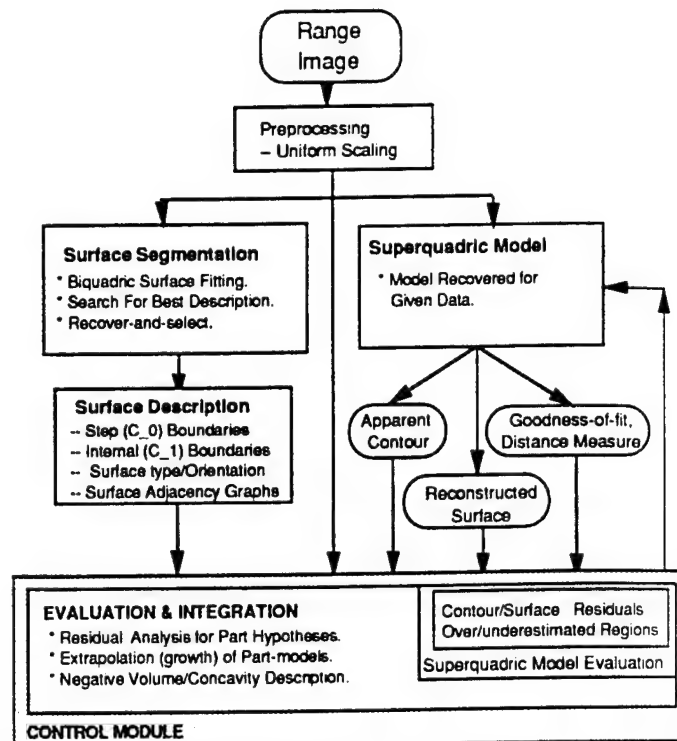 Range
Image
Preprocessing
– Uniform Scaling
Surface Segmentation
* Biquadric Surface Fitting.
* Search For Best Description.
* Recover-and-select.
Superquadric Model
* Model Recovered for
Given Data.
Surface Description
-- Step (C_0) Boundaries
-- Internal (C_1) Boundaries
-- Surface type/Orientation
-- Surface Adjacency Graphs
Apparent
Contour
Goodness-of-fit,
Distance Measure
Reconstructed
Surface
EVALUATION & INTEGRATION
* Residual Analysis for Part Hypotheses.
* Extrapolation (growth) of Part-models.
* Negative Volume/Concavity Description.
Contour/Surface Residuals
Over/underestimated Regions
Superquadric Model Evaluation
CONTROL MODULE